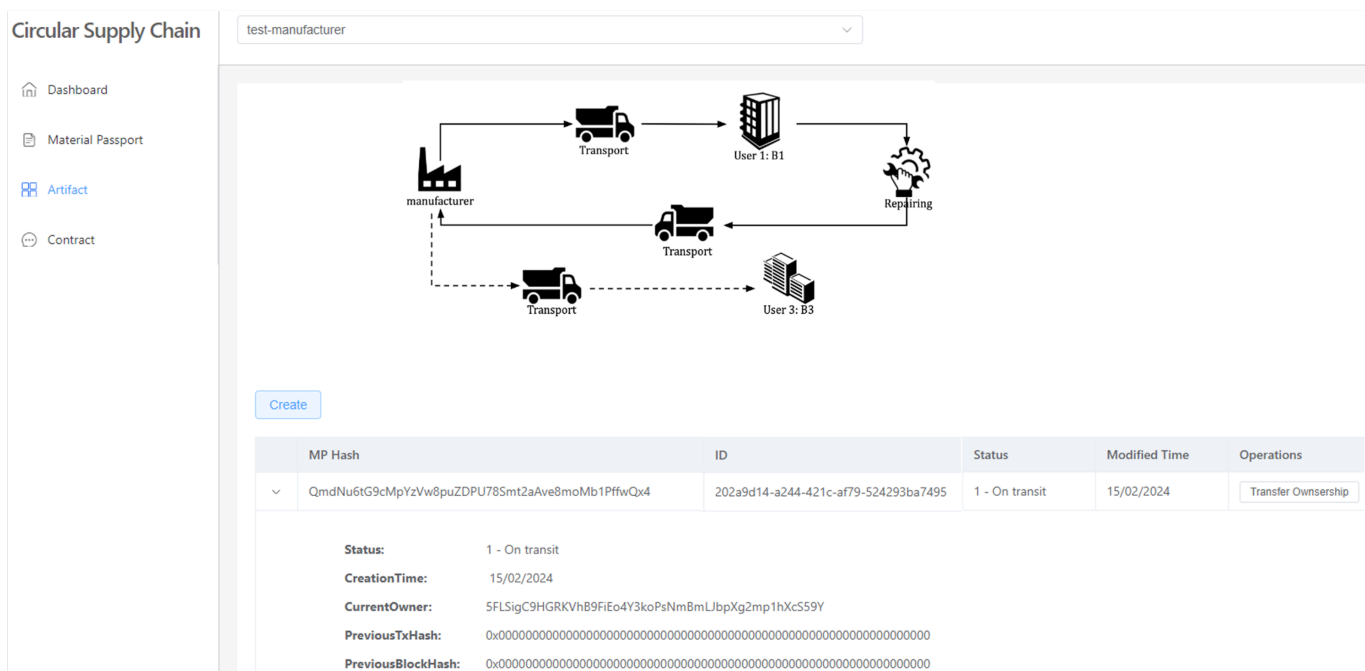 Circular Supply Chain
test-manufacturer
Dashboard
Material Passport
Artifact
Contract
Transport
User 1: B1
manufacturer
Repairing
Transport
Transport
User 3: B3
Create
MP Hash ID Status Modified Time Operations
QmdNu6tG9cMpYzVw8puZDPU78Smt2aAve8moMb1PffwQx4 202a9d14-a244-421c-af79-524293ba7495 1 - On transit 15/02/2024 Transfer Ownsership
Status: 1 - On transit
CreationTime: 15/02/2024
CurrentOwner: 5FLSigC9HGRKVhB9FiEo4Y3koPsNmBmLJbpXg2mp1hXcS59Y
PreviousTxHash: 0x0000000000000000000000000000000000000000000000000000000000000000
PreviousBlockHash: 0x0000000000000000000000000000000000000000000000000000000000000000